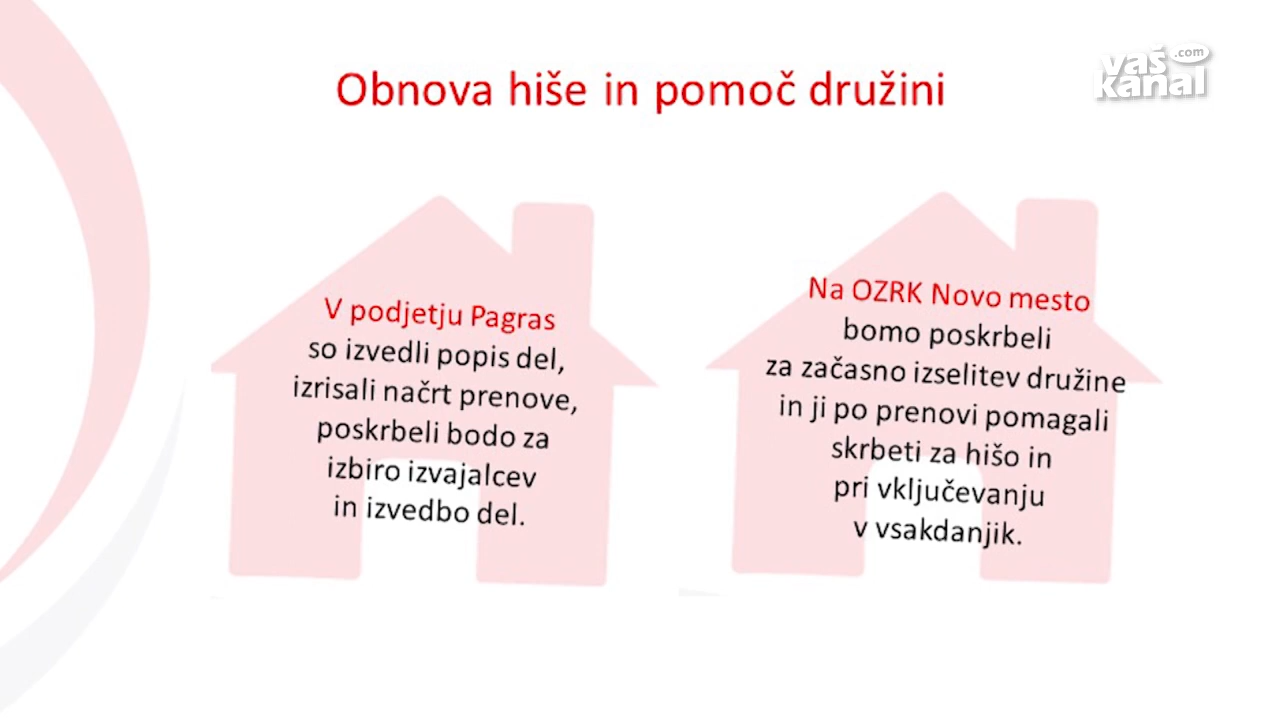 Obnova hiše in pomoč družini
vaš
.com
kanal
V podjetju Pagras
so izvedli popis del,
izrisali načrt prenove,
poskrbeli bodo za
izbiro izvajalcev
in izvedbo del.
Na OZRK Novo mesto
bomo poskrbeli
za začasno izselitev družine
in ji po prenovi pomagali
skrbeti za hišo in
pri vključevanju
v vsakdanjik.